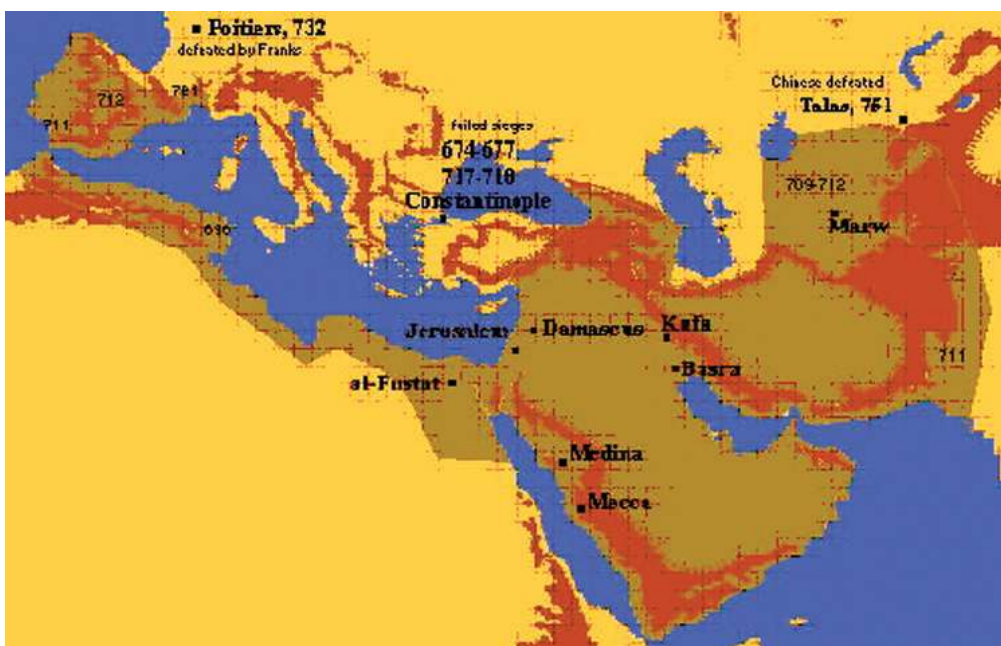 Poitiers, 732
defeated by Franks
Chinese defeated
Talas, 751
712
711
failed sieges
674-677
717-718
Constantinople
709-712
Marw
Jerusalem
Damascus
Kufa
711
Basra
al-Fustat
Medina
Mecca